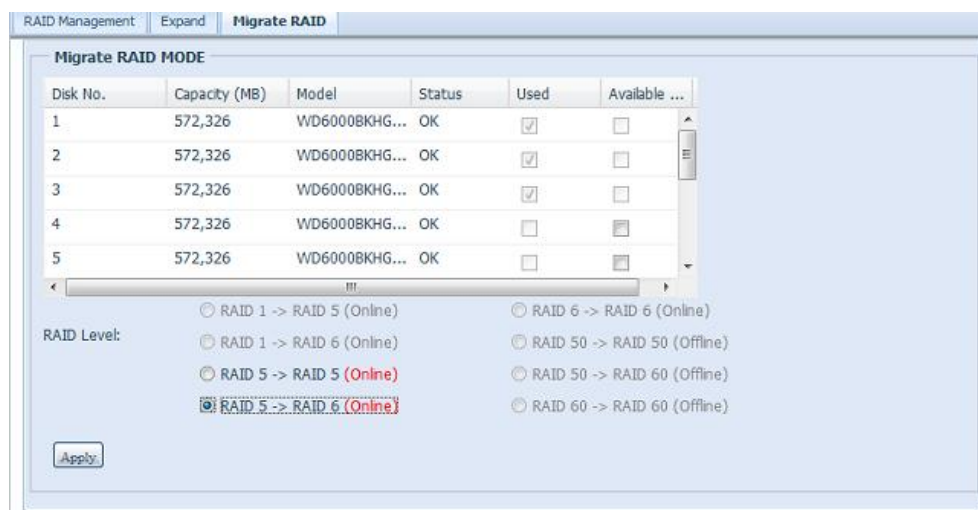 RAID Management Expand Migrate RAID
Migrate RAID MODE
Disk No. Capacity (MB) Model Status Used Available ...
1 572,326 WD6000BKHG... OK
2 572,326 WD6000BKHG... OK
3 572,326 WD6000BKHG... OK
4 572,326 WD6000BKHG... OK
5 572,326 WD6000BKHG... OK
RAID Level:
RAID 1 -> RAID 5 (Online) RAID 6 -> RAID 6 (Online)
RAID 1 -> RAID 6 (Online) RAID 50 -> RAID 50 (Offline)
RAID 5 -> RAID 5 (Online) RAID 50 -> RAID 60 (Offline)
RAID 5 -> RAID 6 (Online) RAID 60 -> RAID 60 (Offline)
Apply